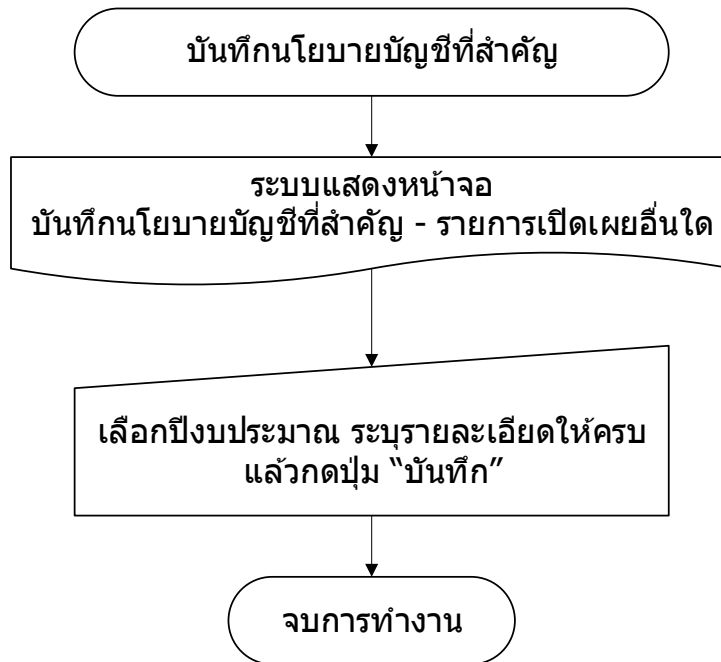 บันทึกนโยบายบัญชีที่สำคัญ
ระบบแสดงหน้าจอ
บันทึกนโยบายบัญชีที่สำคัญ - รายการเปิดเผยอื่นใด
เลือกปีงบประมาณ ระบุรายละเอียดให้ครบ
แล้วกดปุ่ม “บันทึก”
จบการทำงาน